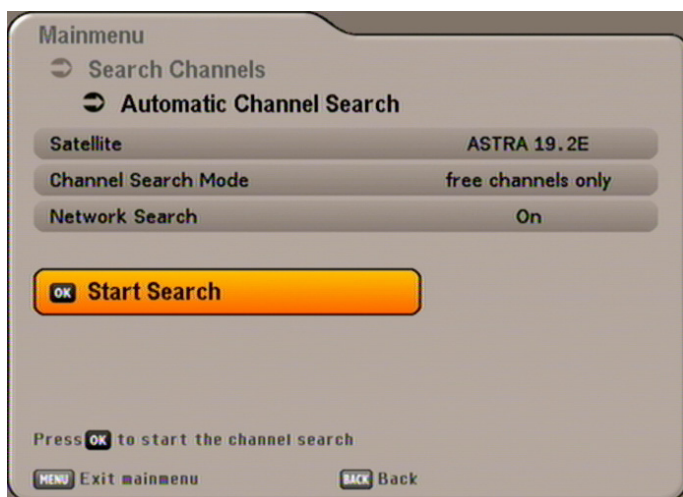 Mainmenu
Search Channels
Automatic Channel Search
Satellite ASTRA 19.2E
Channel Search Mode free channels only
Network Search On
OK Start Search
Press OK to start the channel search
MENU Exit mainmenu BACK Back